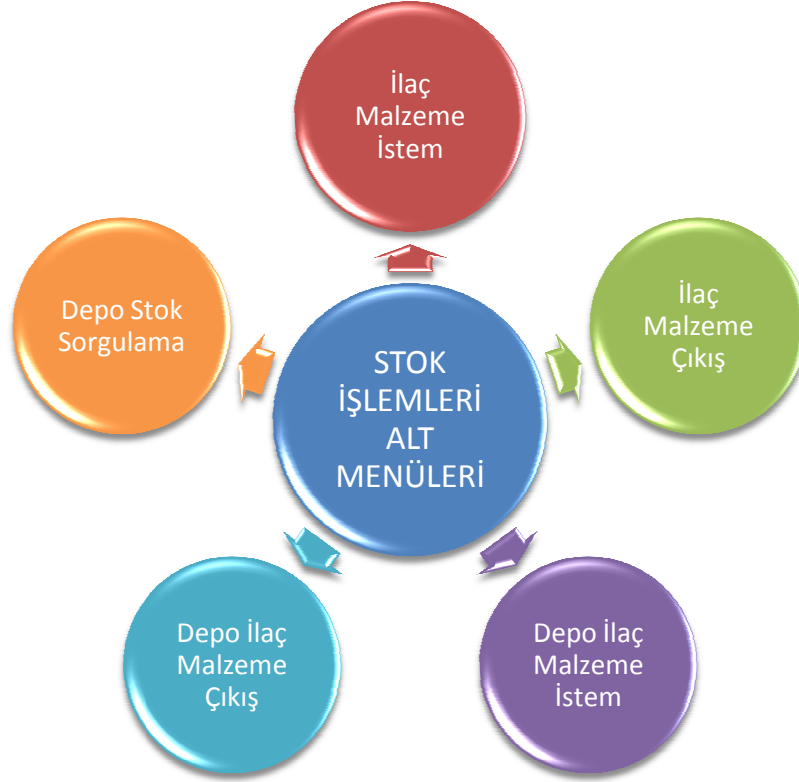 İlaç
Malzeme
İstem
İlaç
Malzeme
Çıkış
Depo İlaç
Malzeme
İstem
Depo İlaç
Malzeme
Çıkış
Depo Stok
Sorgulama
STOK
İŞLEMLERİ
ALT
MENÜLERİ